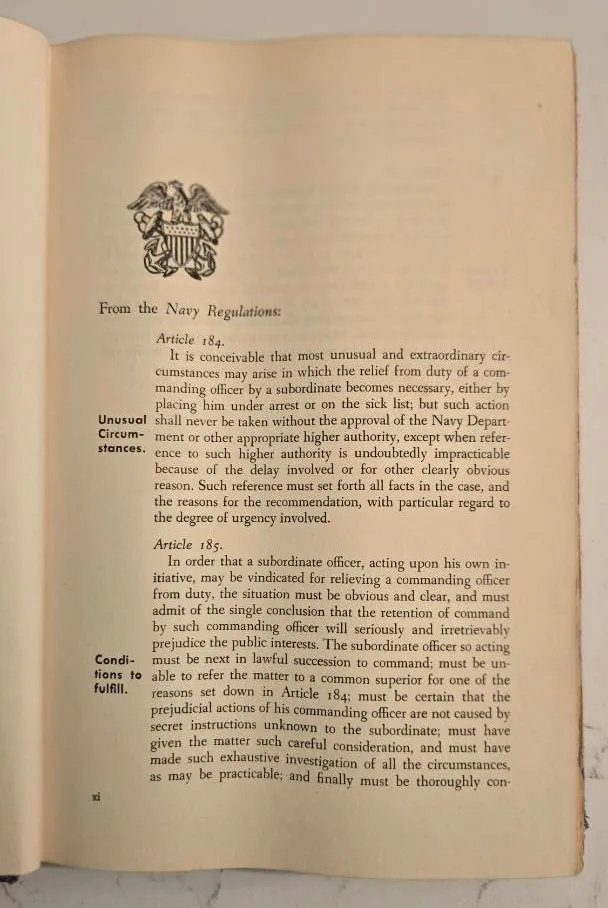 From the Navy Regulations:
Article 184.
It is conceivable that most unusual and extraordinary cir-
cumstances may arise in which the relief from duty of a com-
manding officer by a subordinate becomes necessary, either by
placing him under arrest or on the sick list; but such action
Unusual shall never be taken without the approval of the Navy Depart-
Circum- ment or other appropriate higher authority, except when refer-
stances. ence to such higher authority is undoubtedly impracticable
because of the delay involved or for other clearly obvious
reason. Such reference must set forth all facts in the case, and
the reasons for the recommendation, with particular regard to
the degree of urgency involved.
Article 185.
In order that a subordinate officer, acting upon his own in-
itiative, may be vindicated for relieving a commanding officer
from duty, the situation must be obvious and clear, and must
admit of the single conclusion that the retention of command
by such commanding officer will seriously and irretrievably
prejudice the public interests. The subordinate officer so acting
Condi- must be next in lawful succession to command; must be un-
tions to able to refer the matter to a common superior for one of the
fulfill. reasons set down in Article 184; must be certain that the
prejudicial actions of his commanding officer are not caused by
secret instructions unknown to the subordinate; must have
given the matter such careful consideration, and must have
made such exhaustive investigation of all the circumstances,
as may be practicable; and finally must be thoroughly con-
xi